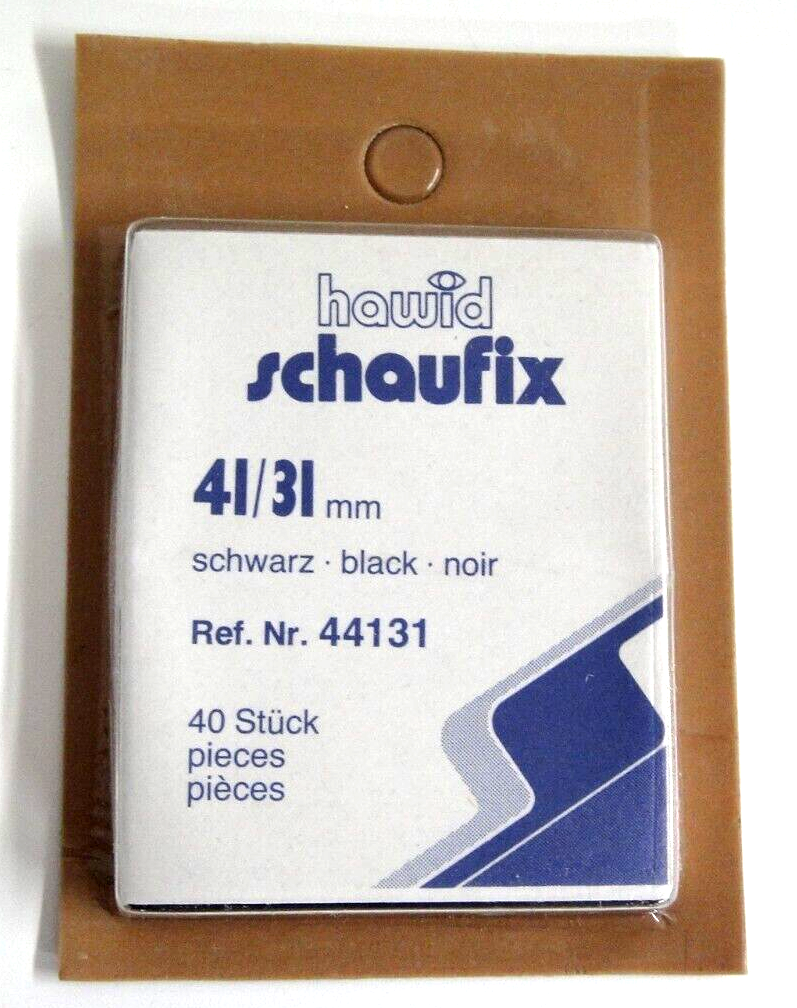 hawid
schaufix
41/31 mm
schwarz · black · noir
Ref. Nr. 44131
40 Stück
pieces
pièces